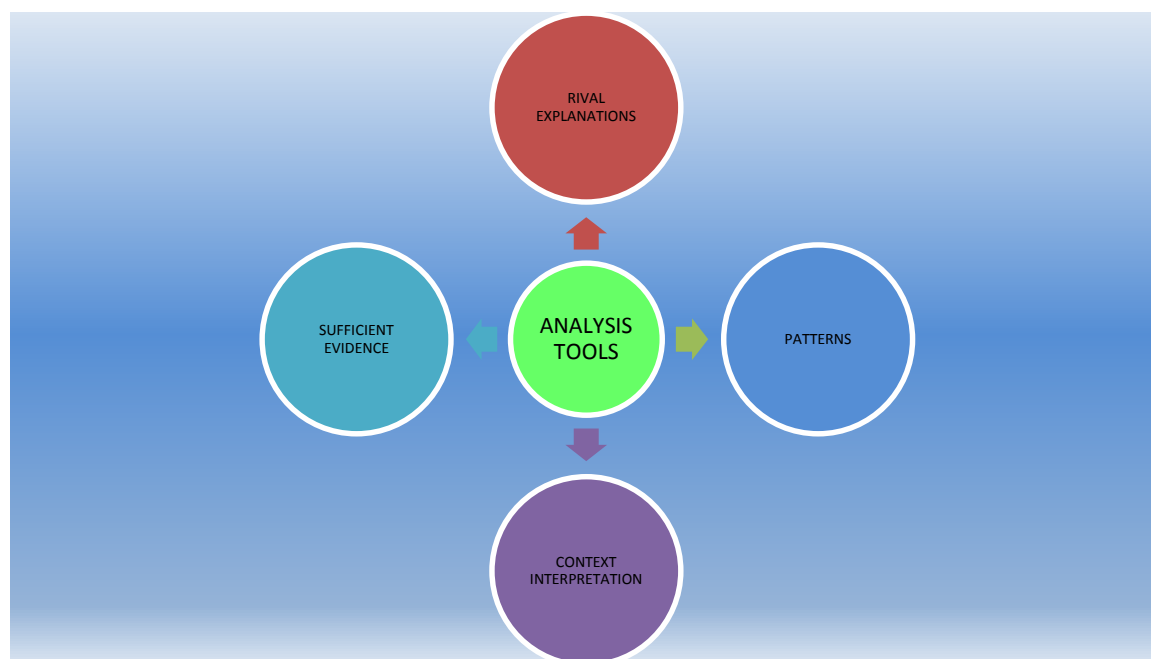 RIVAL
EXPLANATIONS
SUFFICIENT
EVIDENCE
ANALYSIS
TOOLS
PATTERNS
CONTEXT
INTERPRETATION